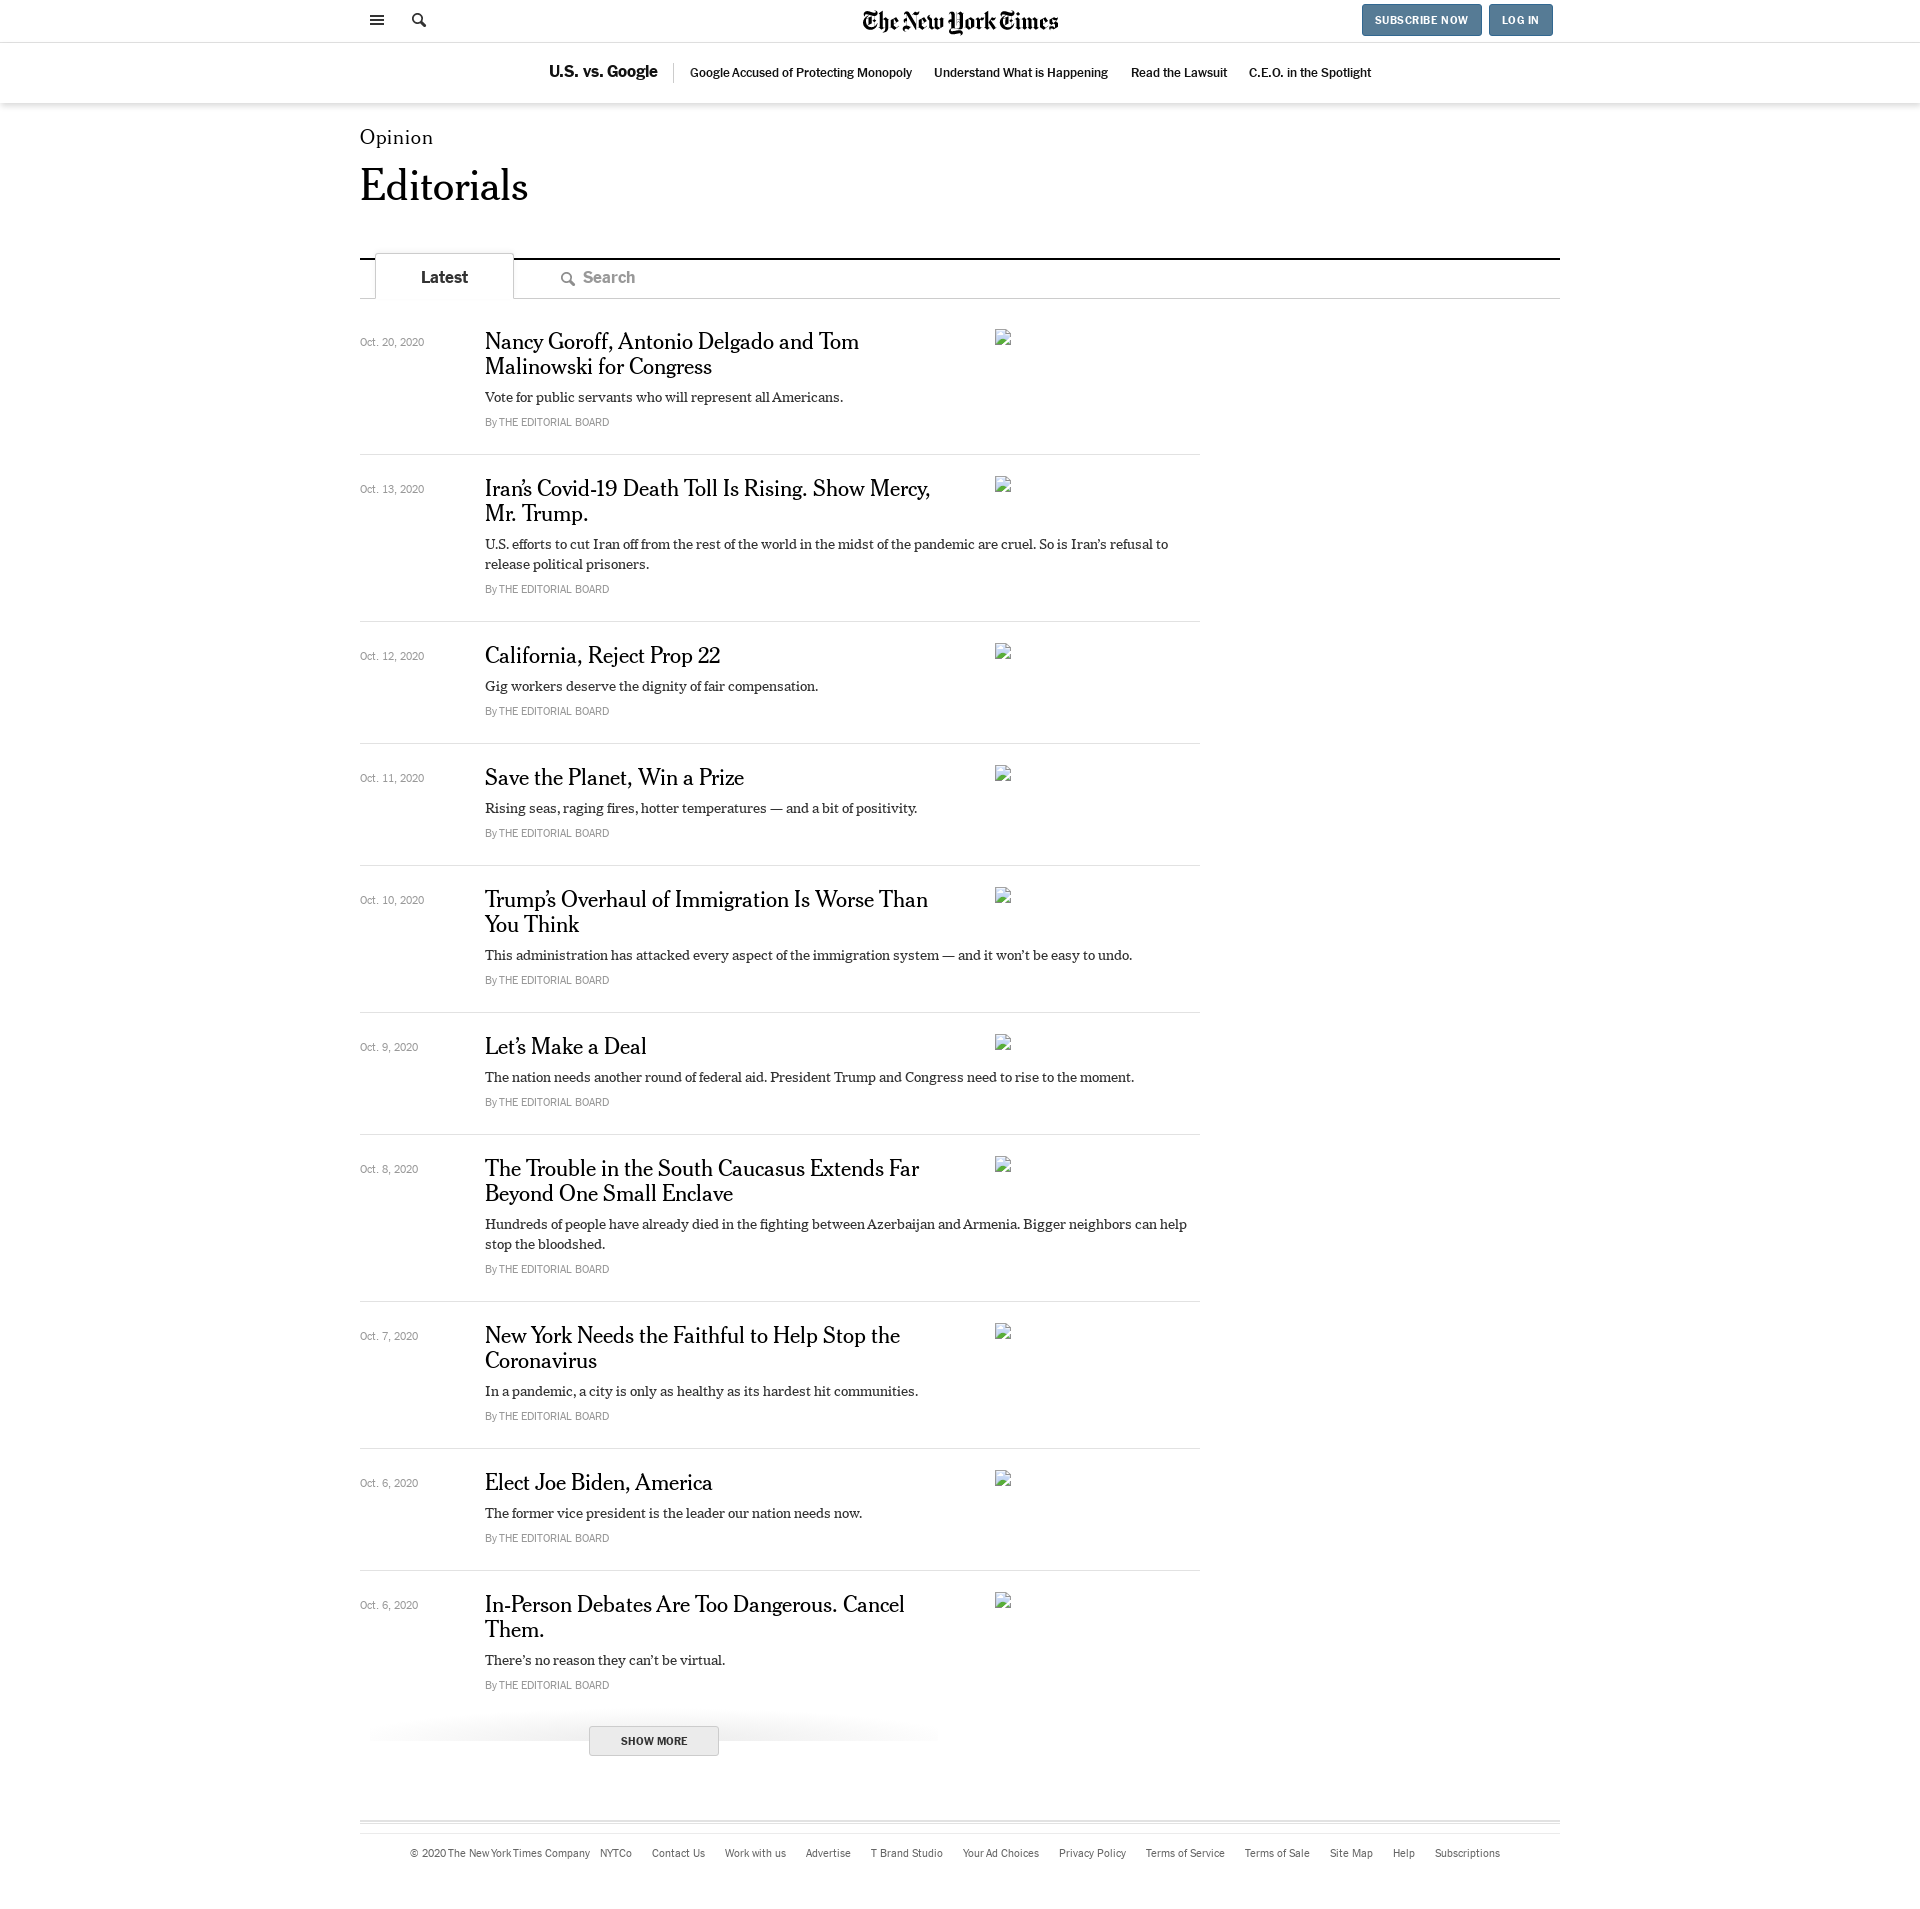 The New York Times
SUBSCRIBE NOW
LOG IN
U.S. vs. Google
Google Accused of Protecting Monopoly
Understand What is Happening
Read the Lawsuit
C.E.O. in the Spotlight
Opinion
Editorials
Latest
Search
Oct. 20, 2020
Nancy Goroff, Antonio Delgado and Tom
Malinowski for Congress
Vote for public servants who will represent all Americans.
By THE EDITORIAL BOARD
Oct. 13, 2020
Iran’s Covid-19 Death Toll Is Rising. Show Mercy,
Mr. Trump.
U.S. efforts to cut Iran off from the rest of the world in the midst of the pandemic are cruel. So is Iran’s refusal to
release political prisoners.
By THE EDITORIAL BOARD
Oct. 12, 2020
California, Reject Prop 22
Gig workers deserve the dignity of fair compensation.
By THE EDITORIAL BOARD
Oct. 11, 2020
Save the Planet, Win a Prize
Rising seas, raging fires, hotter temperatures — and a bit of positivity.
By THE EDITORIAL BOARD
Oct. 10, 2020
Trump’s Overhaul of Immigration Is Worse Than
You Think
This administration has attacked every aspect of the immigration system — and it won’t be easy to undo.
By THE EDITORIAL BOARD
Oct. 9, 2020
Let’s Make a Deal
The nation needs another round of federal aid. President Trump and Congress need to rise to the moment.
By THE EDITORIAL BOARD
Oct. 8, 2020
The Trouble in the South Caucasus Extends Far
Beyond One Small Enclave
Hundreds of people have already died in the fighting between Azerbaijan and Armenia. Bigger neighbors can help
stop the bloodshed.
By THE EDITORIAL BOARD
Oct. 7, 2020
New York Needs the Faithful to Help Stop the
Coronavirus
In a pandemic, a city is only as healthy as its hardest hit communities.
By THE EDITORIAL BOARD
Oct. 6, 2020
Elect Joe Biden, America
The former vice president is the leader our nation needs now.
By THE EDITORIAL BOARD
Oct. 6, 2020
In-Person Debates Are Too Dangerous. Cancel
Them.
There’s no reason they can’t be virtual.
By THE EDITORIAL BOARD
SHOW MORE
© 2020 The New York Times Company NYTCo Contact Us Work with us Advertise T Brand Studio Your Ad Choices Privacy Policy Terms of Service Terms of Sale Site Map Help Subscriptions